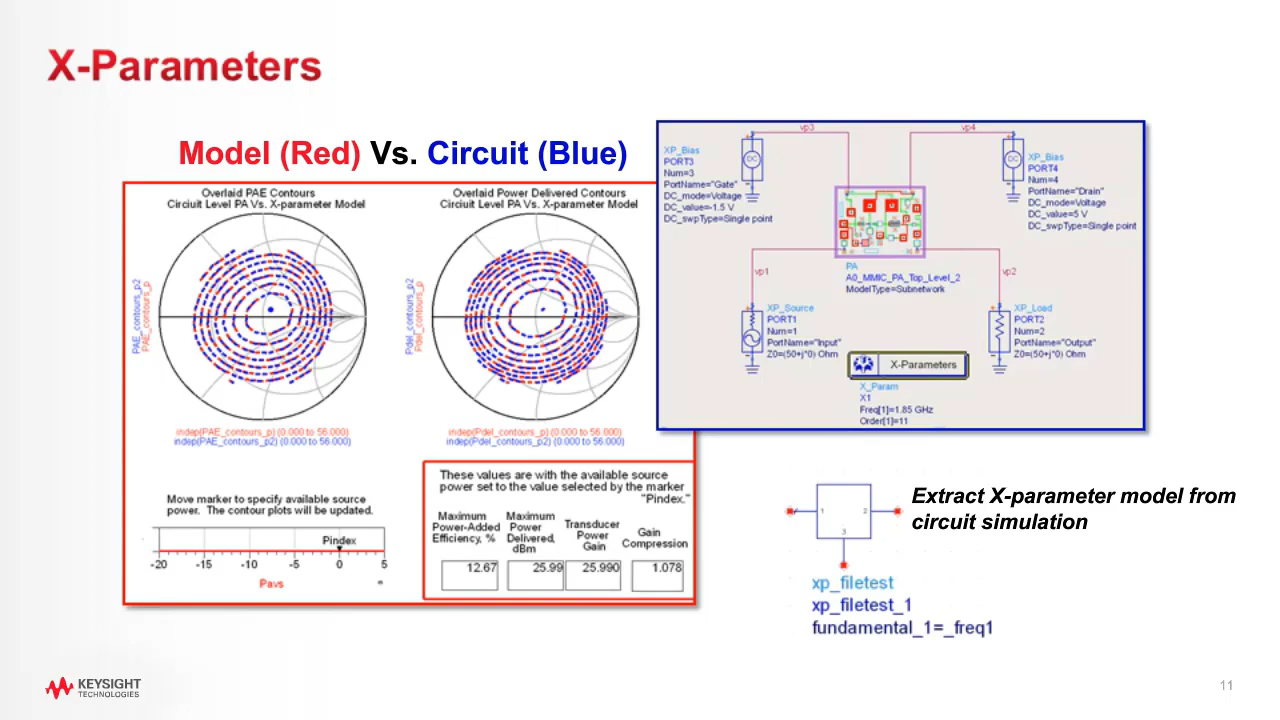 X-Parameters
Model (Red) Vs. Circuit (Blue)
Overlaid PAE Contours
Circiuit Level PA Vs. X-parameter Model
PAE_contours_p2
PAE_contours_p
indep(PAE_contours_p) (0.000 to 56.000)
indep(PAE_contours_p2) (0.000 to 56.000)
Overlaid Power Delivered Contours
Circiuit Level PA Vs. X-parameter Model
Pdel_contours_p2
Pdel_contours_p
indep(Pdel_contours_p) (0.000 to 56.000)
indep(Pdel_contours_p2) (0.000 to 56.000)
Move marker to specify available source
power. The contour plots will be updated.
Pindex
-20 -15 -10 -5 0 5
Pavs
These values are with the available source
power set to the value selected by the marker
"Pindex."
Maximum
Power-Added
Efficiency, %
12.67
Maximum
Power
Delivered,
dBm
25.99
Transducer
Power
Gain
25.990
Gain
Compression
1.078
vp3
vp4
XP_Bias
PORT3
Num=3
PortName="Gate"
DC_mode=Voltage
DC_value=-1.5 V
DC_swpType=Single point
DC
DC
XP_Bias
PORT4
Num=4
PortName="Drain"
DC_mode=Voltage
DC_value=5 V
DC_swpType=Single point
PA
A0_MMIC_PA_Top_Level_2
ModelType=Subnetwork
vp1
vp2
XP_Source
PORT1
Num=1
PortName="Input"
Z0=(50+j*0) Ohm
XP_Load
PORT2
Num=2
PortName="Output"
Z0=(50+j*0) Ohm
X-Parameters
X_Param
X1
Freq[1]=1.85 GHz
Order[1]=11
1 2
3
xp_filetest
xp_filetest_1
fundamental_1=_freq1
Extract X-parameter model from
circuit simulation
KEYSIGHT
TECHNOLOGIES
11